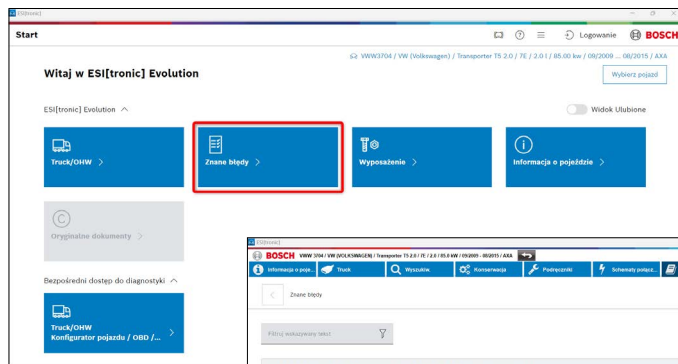 ESI[tronic]
Start
Logowanie
BOSCH
VWW3704 / VW (Volkswagen) / Transporter T5 2.0 / 7E / 2.0 l / 85.00 kw / 09/2009 ... 08/2015 / AXA
Witaj w ESI[tronic] Evolution
Wybierz pojazd
ESI[tronic] Evolution
Widok Ulubione
Truck/OHW
Znane błędy
Wyposażenie
Informacja o pojeździe
Oryginalne dokumenty
ESI[tronic]
BOSCH VWW 3704 / VW (VOLKSWAGEN) / Transporter T5 2.0 / 7E / 2.0 / 85.0 kW / 09/2009 - 08/2015 / AXA
Informacja o poje... Truck Wyszukiw. Konserwacja Podręczniki Schematy połącz...
Znane błędy
Filtruj wskazywany tekst
Bezpośredni dostęp do diagnostyki
Truck/OHW
Konfigurator pojazdu / OBD /...